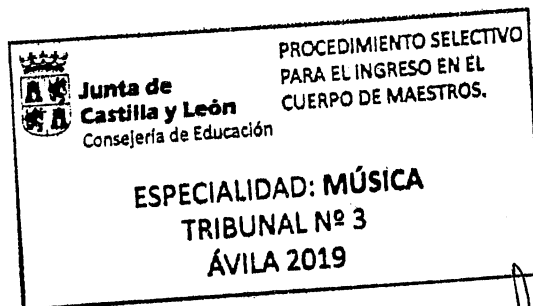 Junta de
Castilla y León
Consejería de Educación
PROCEDIMIENTO SELECTIVO
PARA EL INGRESO EN EL
CUERPO DE MAESTROS.
ESPECIALIDAD: MÚSICA
TRIBUNAL Nº 3
ÁVILA 2019